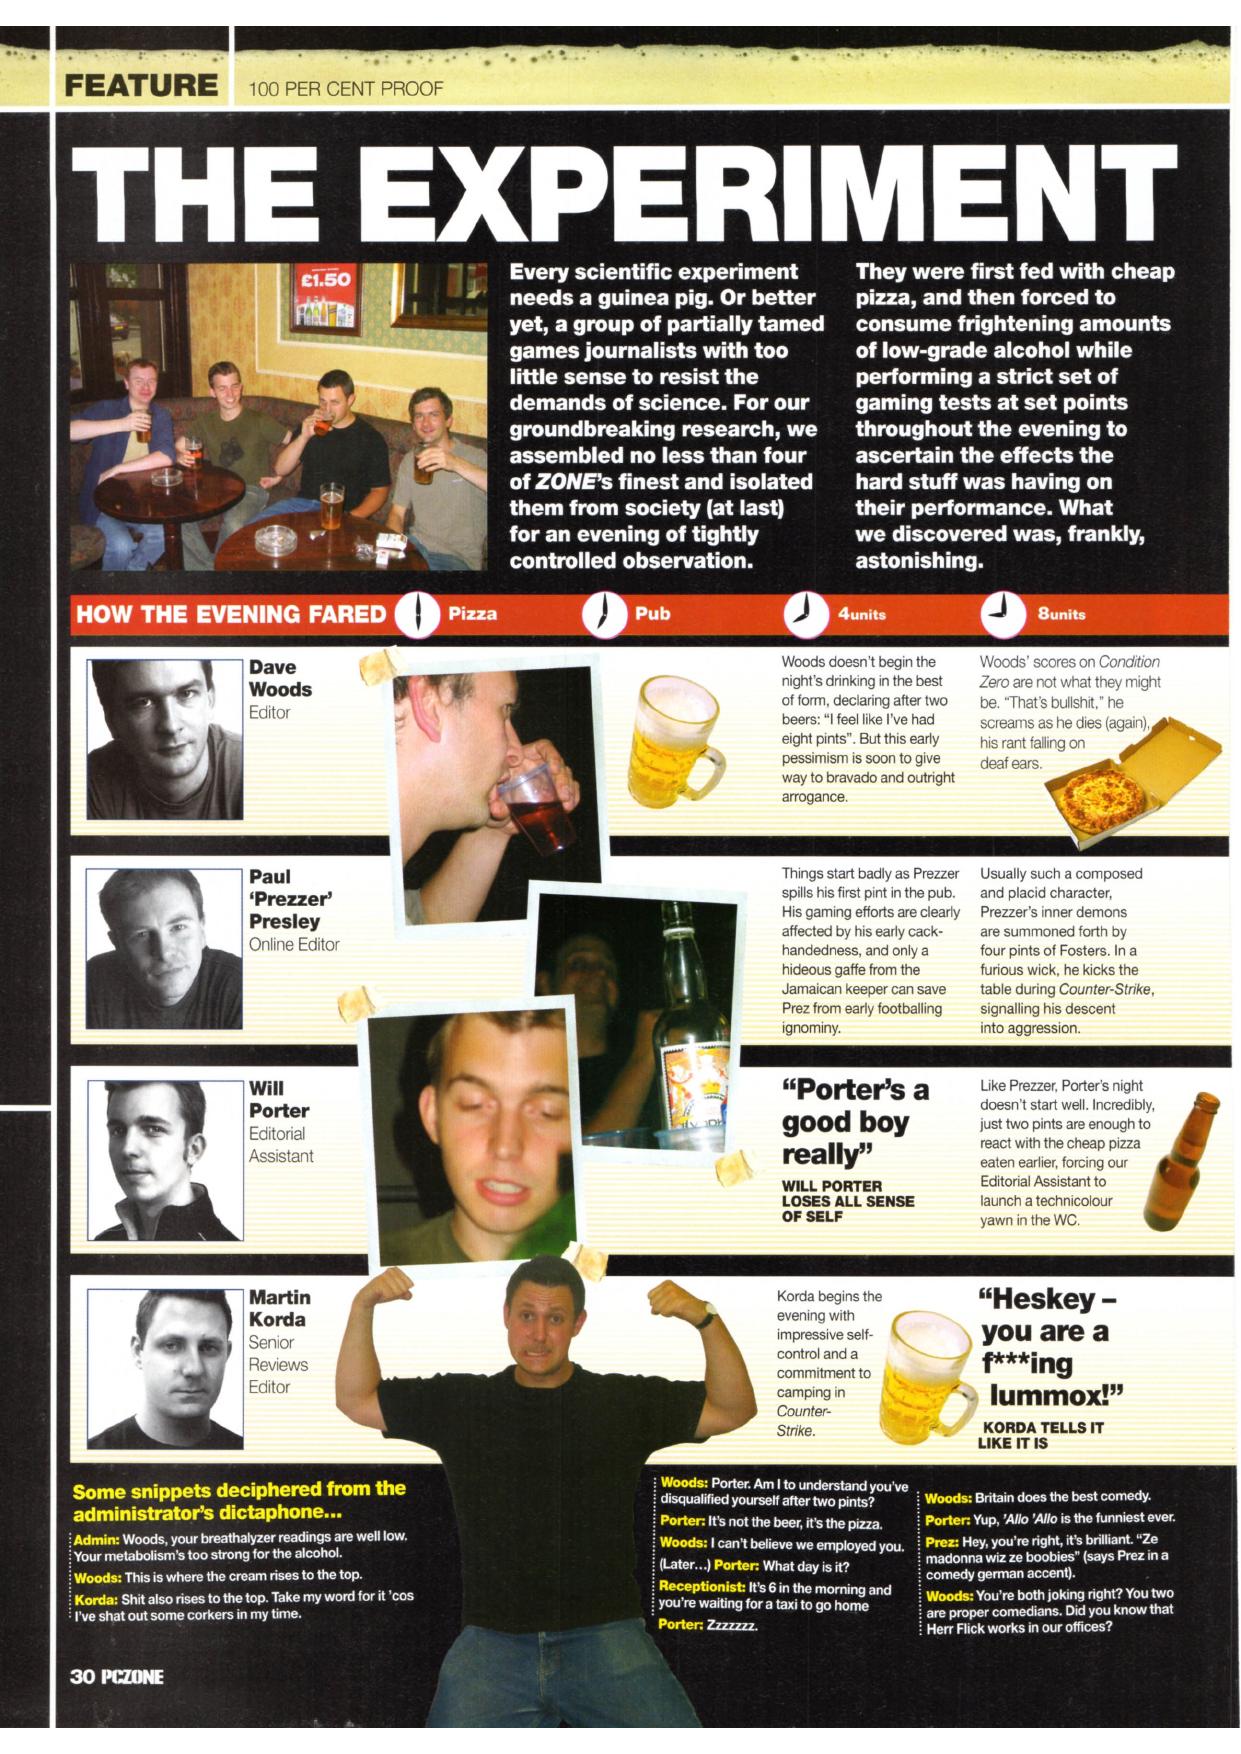 FEATURE
100 PER CENT PROOF
THE EXPERIMENT
£1.50
Every scientific experiment
needs a guinea pig. Or better
yet, a group of partially tamed
games journalists with too
little sense to resist the
demands of science. For our
groundbreaking research, we
assembled no less than four
of ZONE's finest and isolated
them from society (at last)
for an evening of tightly
controlled observation.
They were first fed with cheap
pizza, and then forced to
consume frightening amounts
of low-grade alcohol while
performing a strict set of
gaming tests at set points
throughout the evening to
ascertain the effects the
hard stuff was having on
their performance. What
we discovered was, frankly,
astonishing.
HOW THE EVENING FARED
Pizza
Pub
4units
8units
Dave
Woods
Editor
Woods doesn't begin the
night's drinking in the best
of form, declaring after two
beers: “I feel like I've had
eight pints”. But this early
pessimism is soon to give
way to bravado and outright
arrogance.
Woods' scores on Condition
Zero are not what they might
be. “That's bullshit,” he
screams as he dies (again),
his rant falling on
deaf ears.
Paul
‘Prezzer’
Presley
Online Editor
Things start badly as Prezzer
spills his first pint in the pub.
His gaming efforts are clearly
affected by his early cack-
handedness, and only a
hideous gaffe from the
Jamaican keeper can save
Prez from early footballing
ignominy.
Usually such a composed
and placid character,
Prezzer's inner demons
are summoned forth by
four pints of Fosters. In a
furious wick, he kicks the
table during Counter-Strike,
signalling his descent
into aggression.
Will
Porter
Editorial
Assistant
“Porter's a
good boy
really”
WILL PORTER
LOSES ALL SENSE
OF SELF
Like Prezzer, Porter's night
doesn't start well. Incredibly,
just two pints are enough to
react with the cheap pizza
eaten earlier, forcing our
Editorial Assistant to
launch a technicolour
yawn in the WC.
Martin
Korda
Senior
Reviews
Editor
Korda begins the
evening with
impressive self-
control and a
commitment to
camping in
Counter-
Strike.
“Heskey –
you are a
f***ing
lummox!”
KORDA TELLS IT
LIKE IT IS
Some snippets deciphered from the
administrator's dictaphone...
Admin: Woods, your breathalyzer readings are well low.
Your metabolism's too strong for the alcohol.
Woods: This is where the cream rises to the top.
Korda: Shit also rises to the top. Take my word for it 'cos
I've shat out some corkers in my time.
Woods: Porter. Am I to understand you've
disqualified yourself after two pints?
Porter: It's not the beer, it's the pizza.
Woods: I can't believe we employed you.
(Later...) Porter: What day is it?
Receptionist: It's 6 in the morning and
you're waiting for a taxi to go home
Porter: Zzzzzzz.
Woods: Britain does the best comedy.
Porter: Yup, 'Allo 'Allo is the funniest ever.
Prez: Hey, you're right, it's brilliant. “Ze
madonna wiz ze boobies” (says Prez in a
comedy german accent).
Woods: You're both joking right? You two
are proper comedians. Did you know that
Herr Flick works in our offices?
30 PCZONE